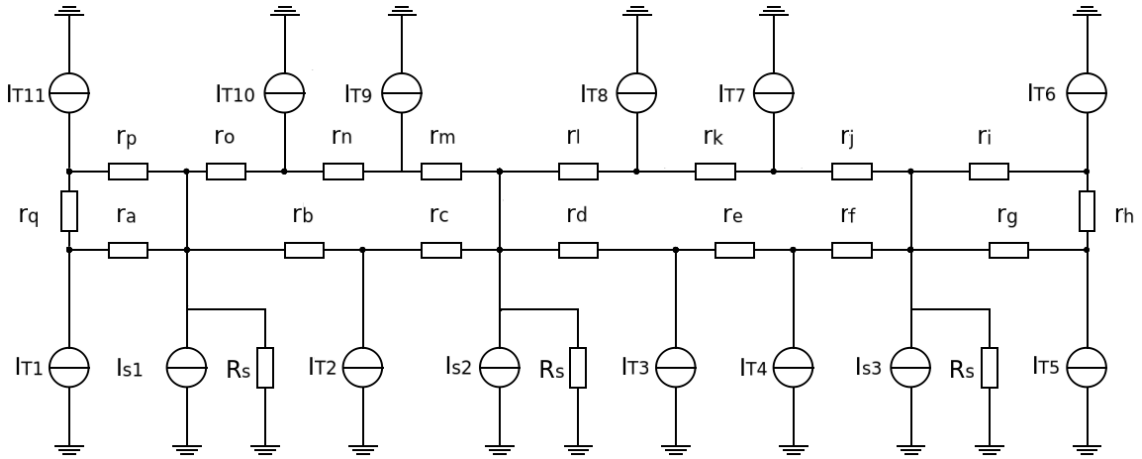 IT11 IT10 IT9 IT8 IT7 IT6
rp ro rn rm rl rk rj ri
rq ra rb rc rd re rf rg rh
IT1 Is1 Rs IT2 Is2 Rs IT3 IT4 Is3 Rs IT5